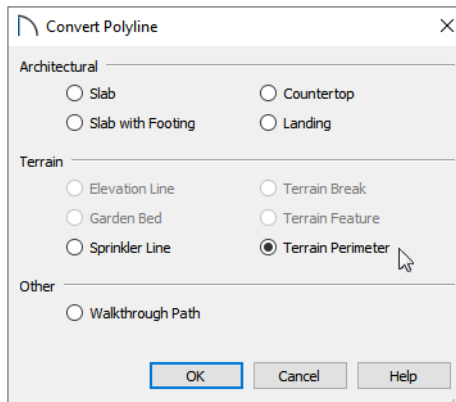 Convert Polyline
Architectural
Slab Countertop
Slab with Footing Landing
Terrain
Elevation Line Terrain Break
Garden Bed Terrain Feature
Sprinkler Line Terrain Perimeter
Other
Walkthrough Path
OK Cancel Help